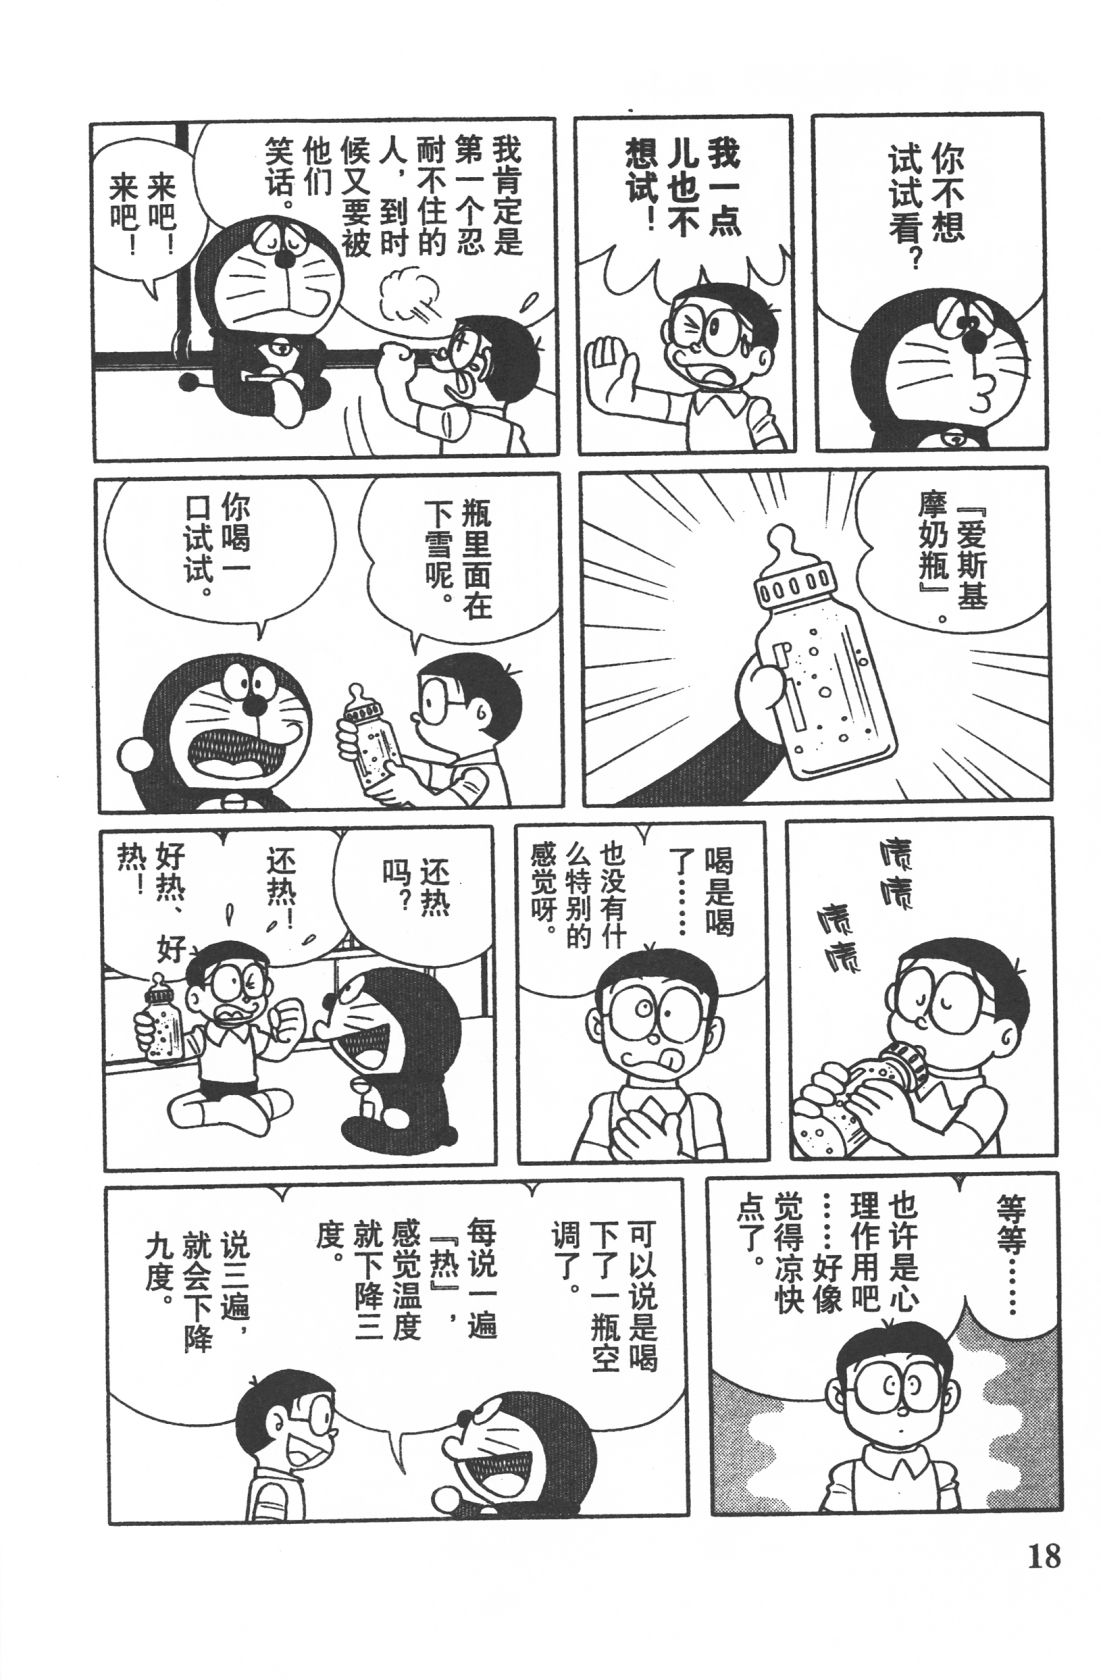 你不想
试试看?
我一点
儿也不
想试!
我肯定是
第一个忍
耐不住的
人，到时
候又要被
他们
笑话。
来吧!
来吧!
『爱斯基
摩奶瓶』。
瓶里面在
下雪呢。
你喝一
口试试。
啧啧
啧啧
喝是喝
了……
也没有什
么特别的
感觉呀。
还热
吗?
还热!
好热、好
热!
等等……
也许是心
理作用吧
……好像
觉得凉快
点了。
可以说是喝
下了一瓶空
调了。
每说一遍
『热』,
感觉温度
就下降三
度。
说三遍,
就会下降
九度。
18